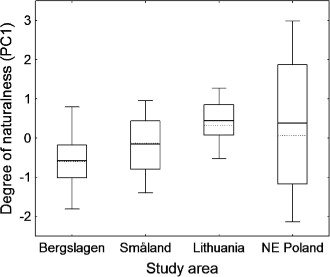 Degree of naturalness (PC1)
3
2
1
0
-1
-2
Bergslagen Småland Lithuania NE Poland
Study area